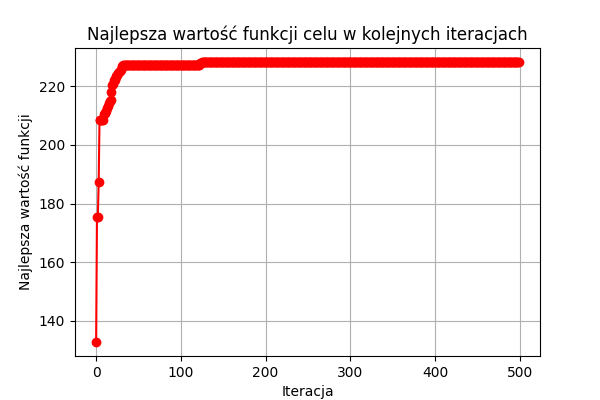 Najlepsza wartość funkcji celu w kolejnych iteracjach
Najlepsza wartość funkcji
220
200
180
160
140
0 100 200 300 400 500
Iteracja